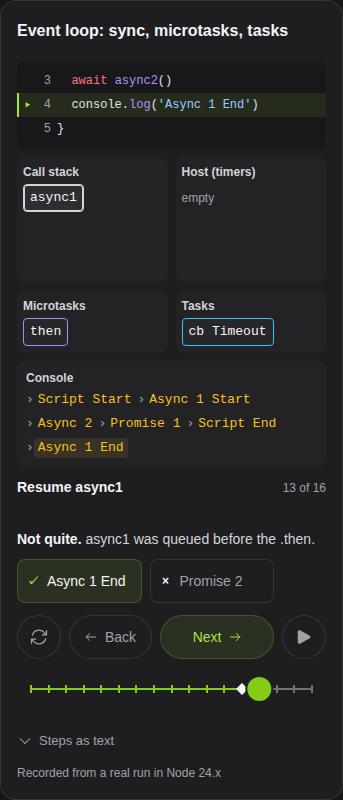 Event loop: sync, microtasks, tasks
3 await async2()
▸ 4 console.log('Async 1 End')
5 }
Call stack
async1
Host (timers)
empty
Microtasks
then
Tasks
cb Timeout
Console
› Script Start › Async 1 Start
› Async 2 › Promise 1 › Script End
› Async 1 End
Resume async1
13 of 16
Not quite. async1 was queued before the .then.
✓ Async 1 End
× Promise 2
← Back
Next →
Steps as text
Recorded from a real run in Node 24.x